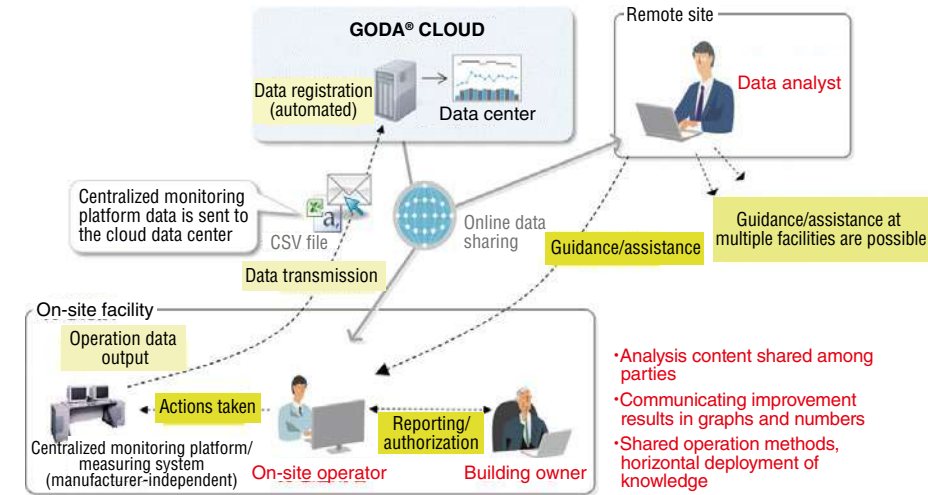 GODA® CLOUD
Data registration
(automated)
Data center
Remote site
Data analyst
Centralized monitoring
platform data is sent to
the cloud data center
a,
CSV file
Online data
sharing
Data transmission
Guidance/assistance
Guidance/assistance at
multiple facilities are possible
On-site facility
Operation data
output
Actions taken
Reporting/
authorization
Centralized monitoring platform/
measuring system
(manufacturer-independent)
On-site operator
Building owner
·Analysis content shared among
parties
·Communicating improvement
results in graphs and numbers
·Shared operation methods,
horizontal deployment of
knowledge